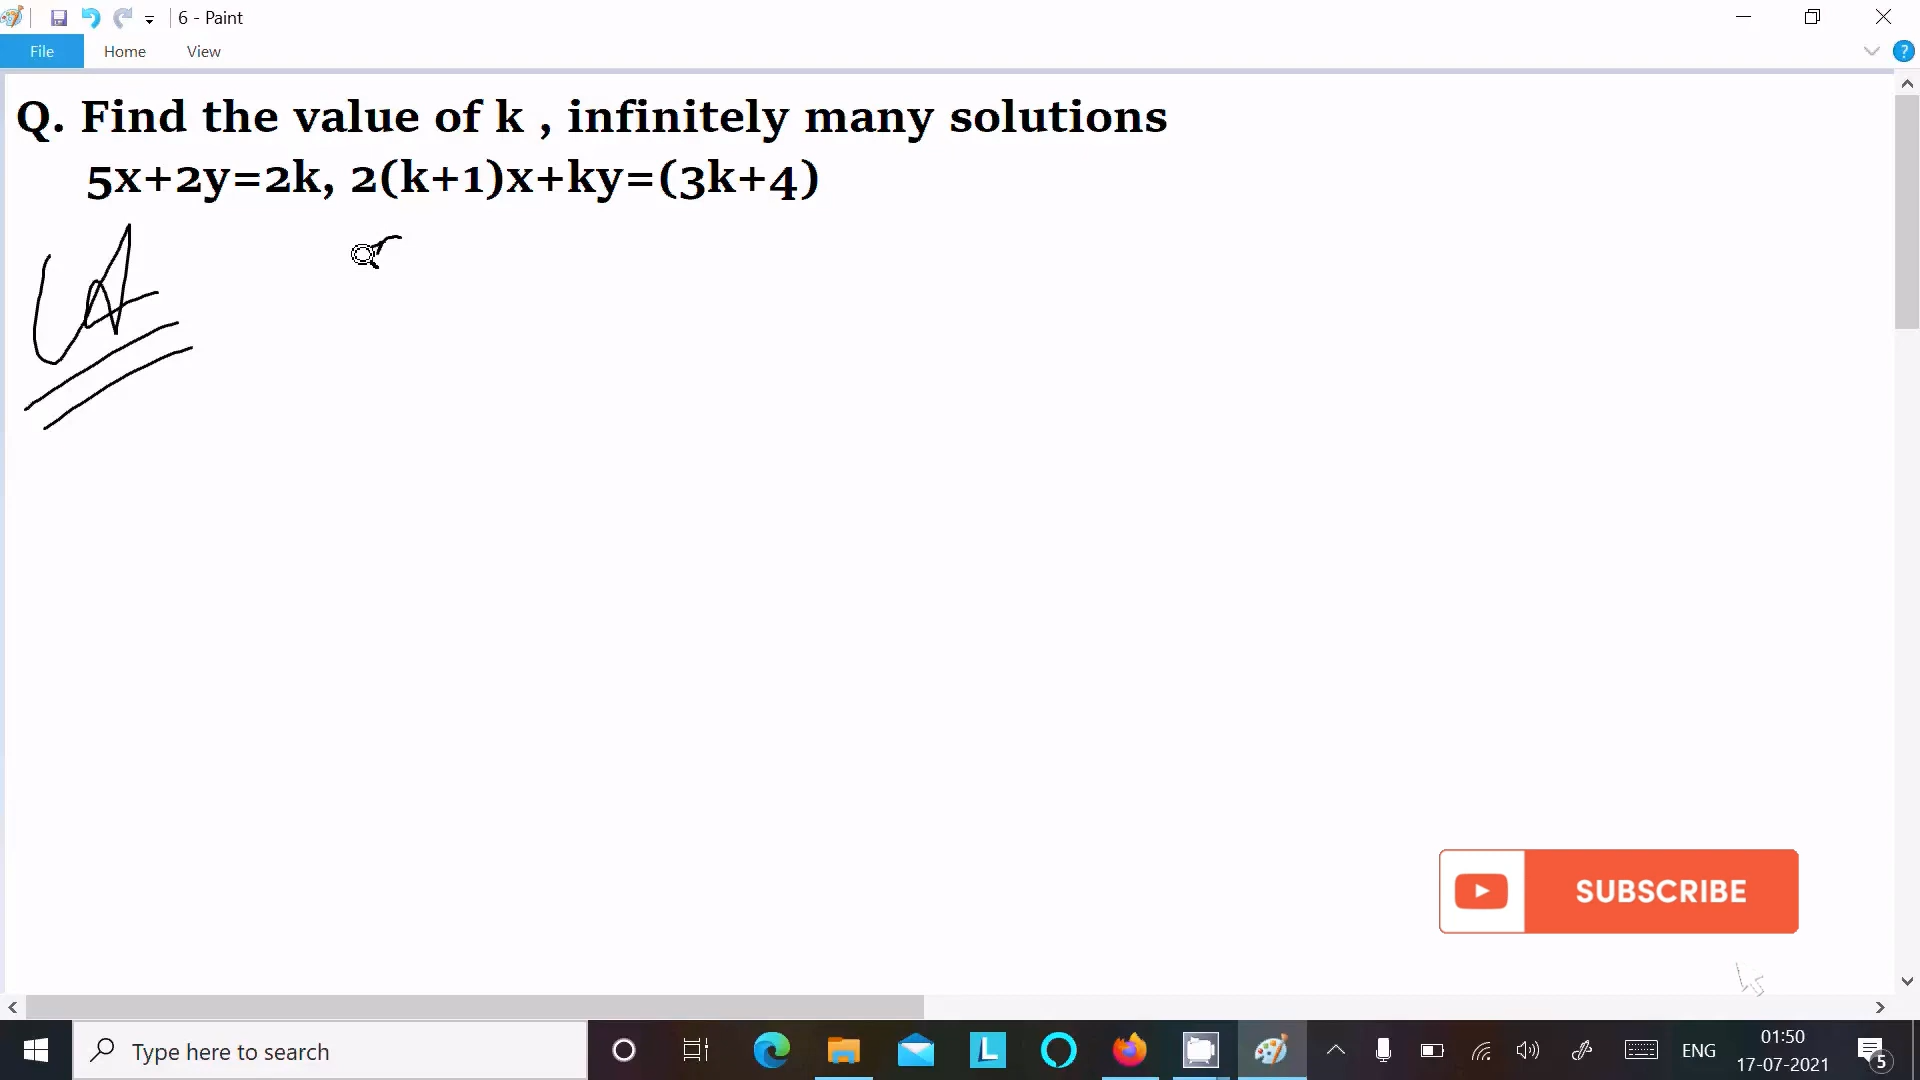 6 - Paint
File Home View
Q. Find the value of k , infinitely many solutions
5x+2y=2k, 2(k+1)x+ky=(3k+4)
SUBSCRIBE
Type here to search
L
ENG
01:50
17-07-2021
5